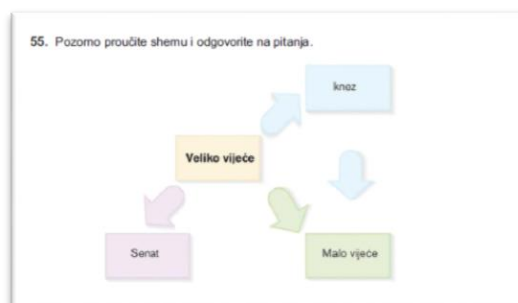 55. Pozorno proučite shemu i odgovorite na pitanja.
knez
Veliko vijeće
Senat
Malo vijeće